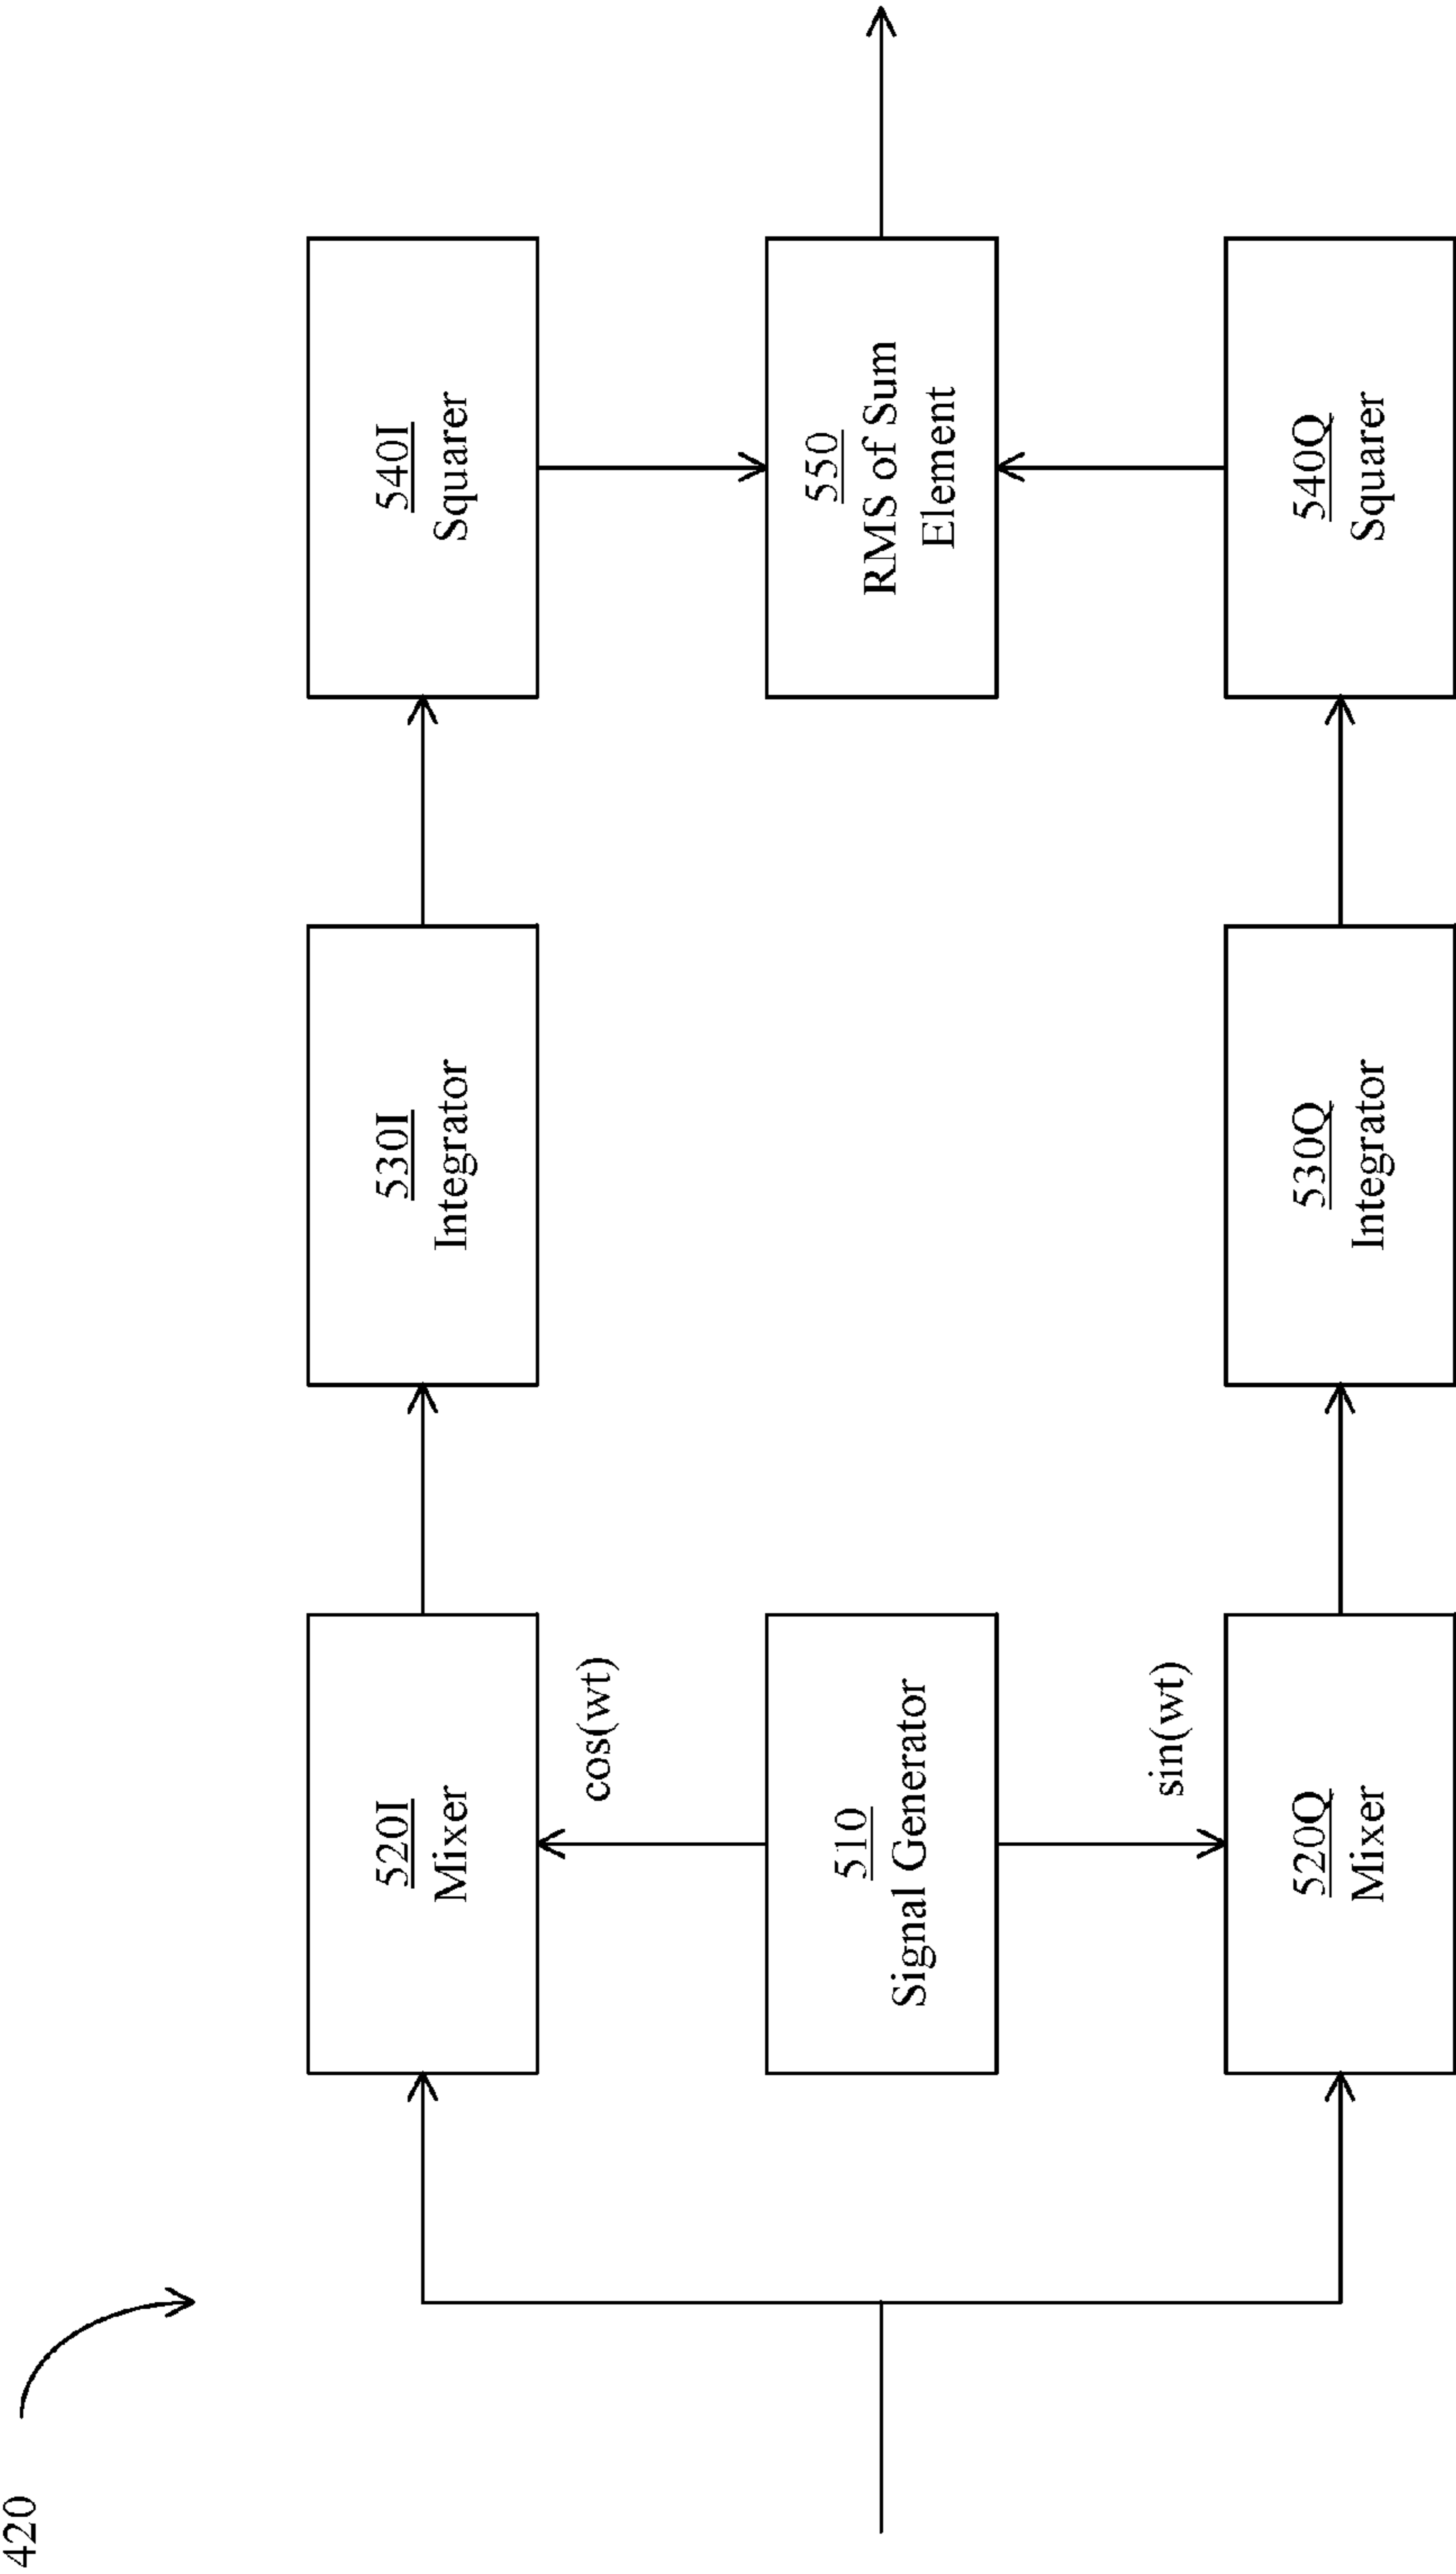 420
520I
Mixer
530I
Integrator
540I
Squarer
cos(wt)
510
Signal Generator
550
RMS of Sum
Element
sin(wt)
520Q
Mixer
530Q
Integrator
540Q
Squarer